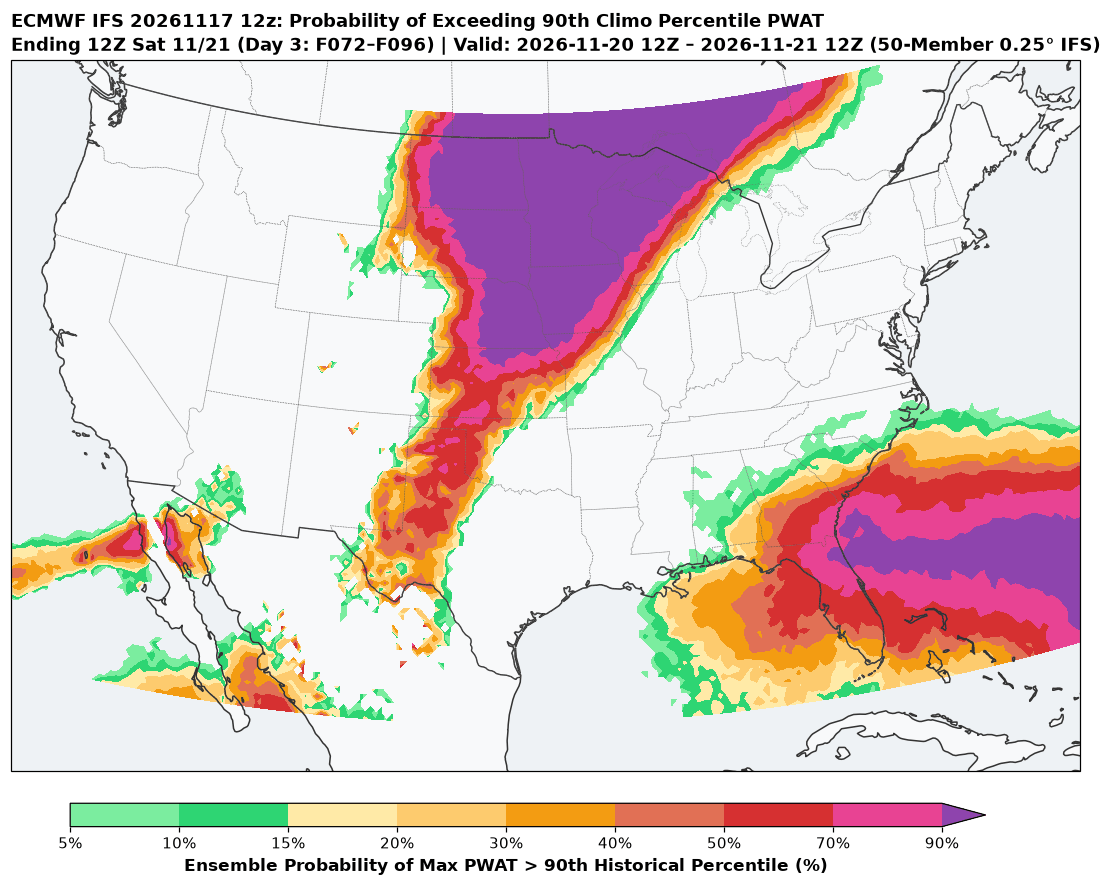 ECMWF IFS 20261117 12z: Probability of Exceeding 90th Climo Percentile PWAT
Ending 12Z Sat 11/21 (Day 3: F072–F096) | Valid: 2026-11-20 12Z – 2026-11-21 12Z (50-Member 0.25° IFS)
5% 10% 15% 20% 30% 40% 50% 70% 90%
Ensemble Probability of Max PWAT > 90th Historical Percentile (%)